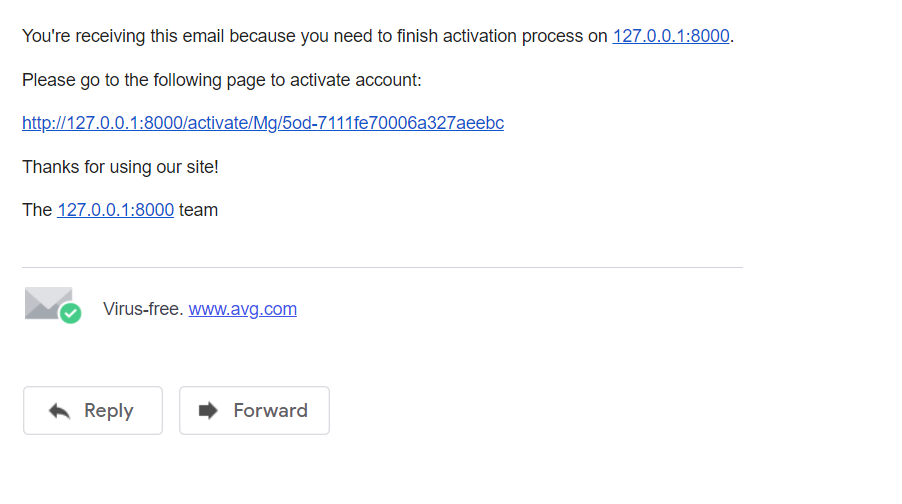 You're receiving this email because you need to finish activation process on 127.0.0.1:8000.
Please go to the following page to activate account:
http://127.0.0.1:8000/activate/Mg/5od-7111fe70006a327aeebc
Thanks for using our site!
The 127.0.0.1:8000 team
Virus-free. www.avg.com
Reply Forward